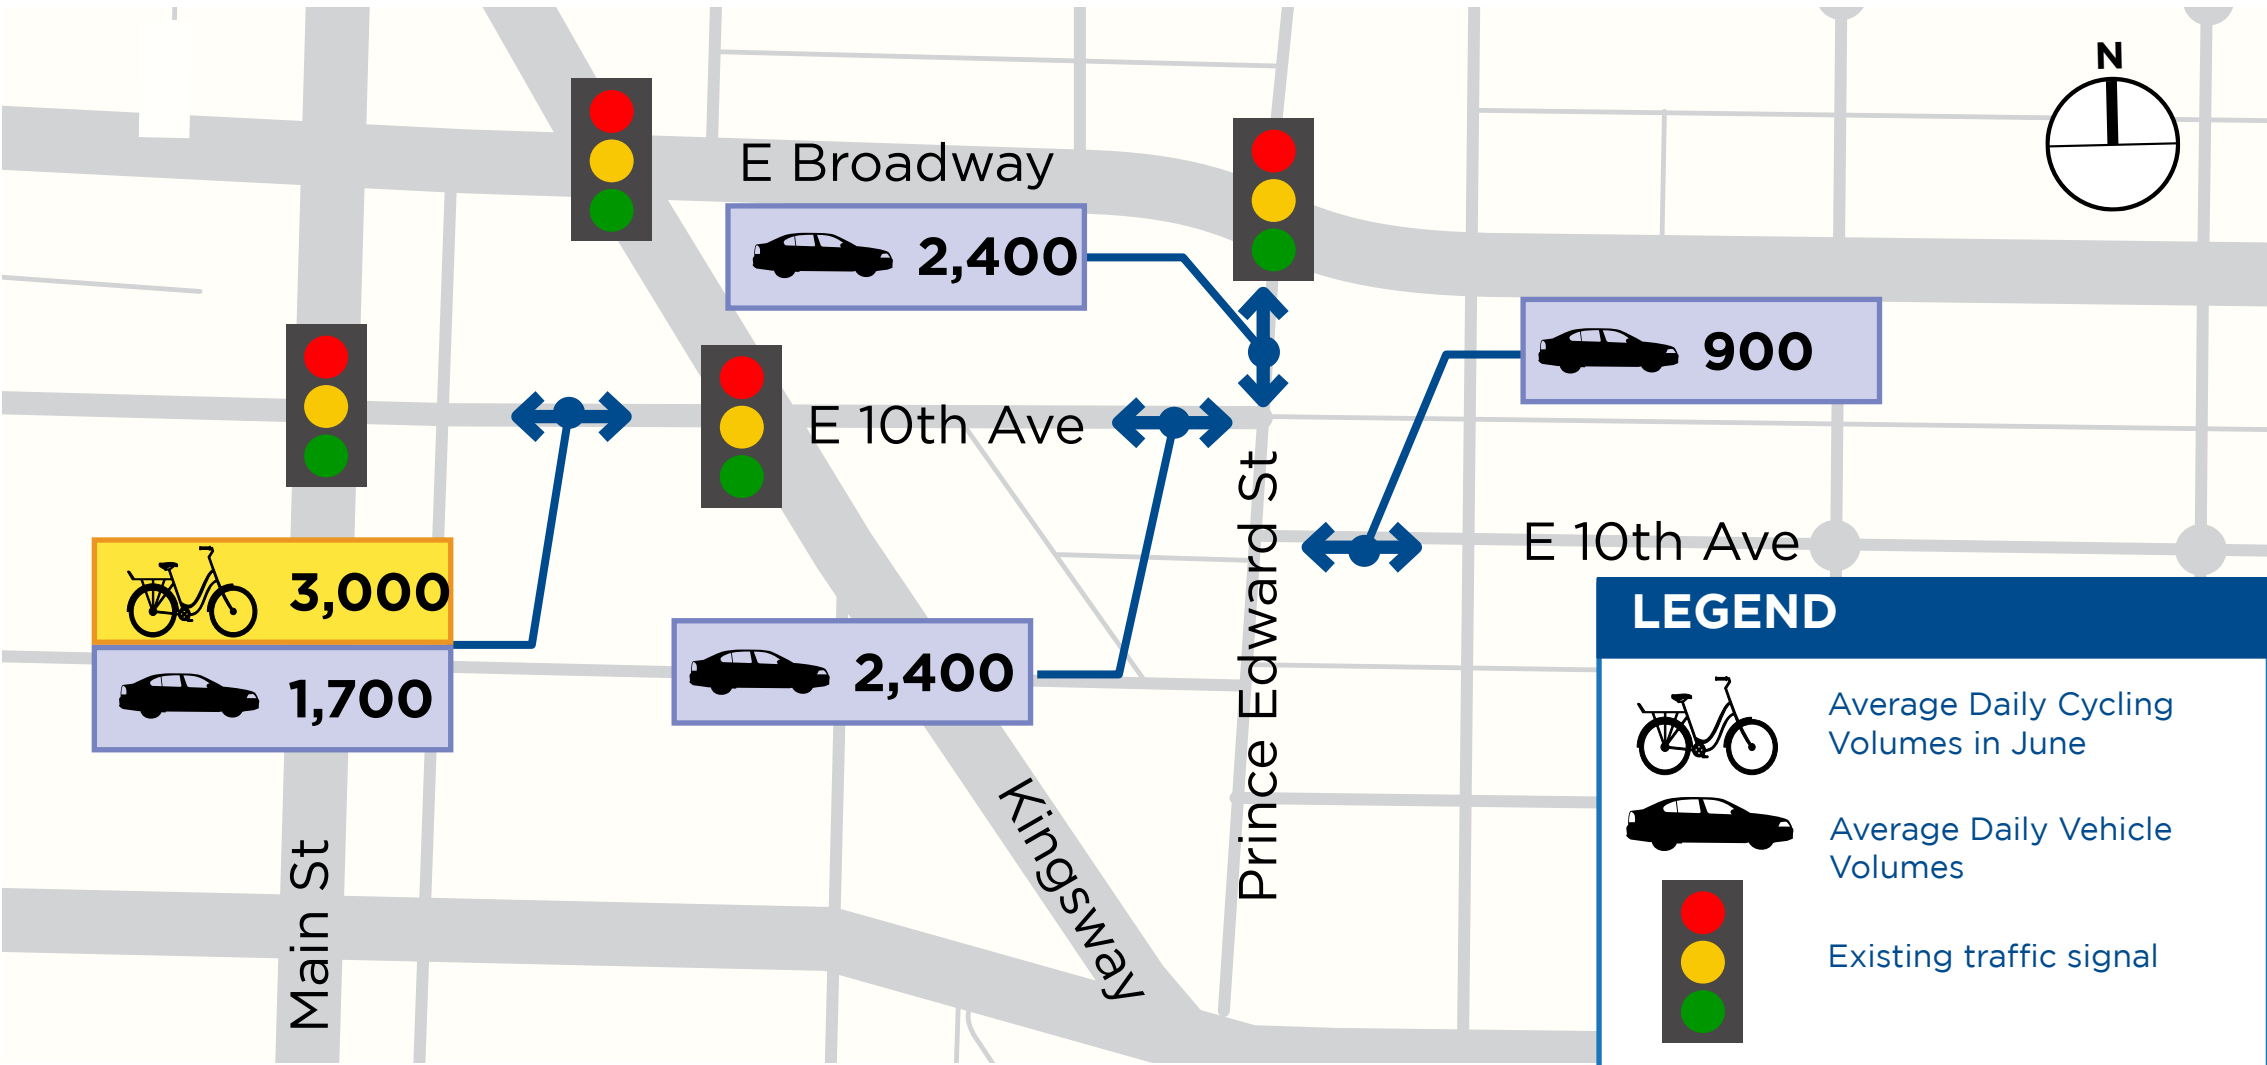 N
E Broadway
2,400
900
E 10th Ave
E 10th Ave
3,000
1,700
2,400
Prince Edward St
Kingsway
Main St
LEGEND
Average Daily Cycling
Volumes in June
Average Daily Vehicle
Volumes
Existing traffic signal